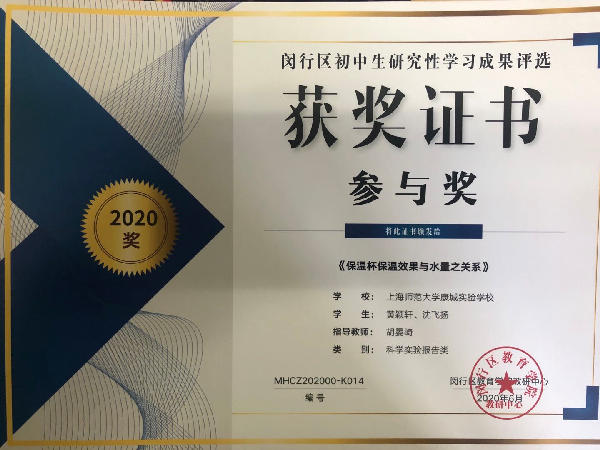 闵行区初中生研究性学习成果评选
获奖证书
参与奖
2020
奖
将此证书颁发给
《保温杯保温效果与水量之关系》
学 校： 上海师范大学康城实验学校
学 生： 黄颖轩、沈飞扬
指导教师： 胡晏崎
类 别： 科学实验报告类
MHCZ202000-K014
编号
闵行区教育学院教研中心
2020年6月
闵行区教育学院
教研中心